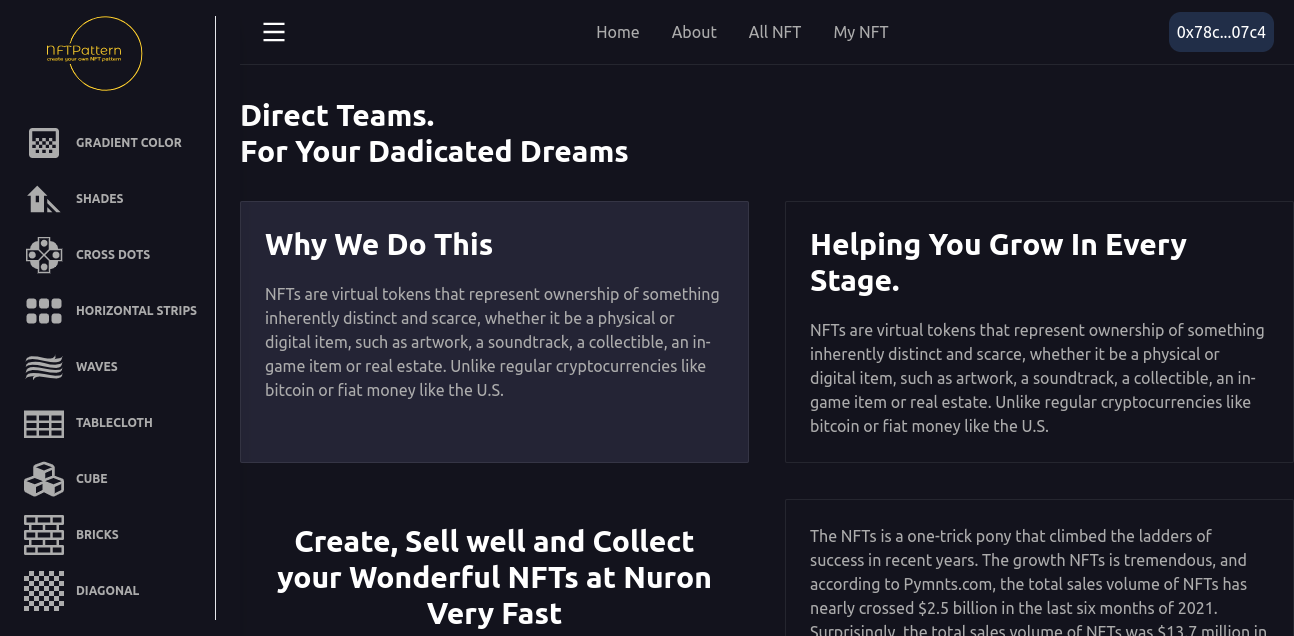 NFTPattern
create your own NFT pattern
GRADIENT COLOR
SHADES
CROSS DOTS
HORIZONTAL STRIPS
WAVES
TABLECLOTH
CUBE
BRICKS
DIAGONAL
Home About All NFT My NFT
0x78c...07c4
Direct Teams.
For Your Dadicated Dreams
Why We Do This
NFTs are virtual tokens that represent ownership of something
inherently distinct and scarce, whether it be a physical or
digital item, such as artwork, a soundtrack, a collectible, an in-
game item or real estate. Unlike regular cryptocurrencies like
bitcoin or fiat money like the U.S.
Helping You Grow In Every
Stage.
NFTs are virtual tokens that represent ownership of something
inherently distinct and scarce, whether it be a physical or
digital item, such as artwork, a soundtrack, a collectible, an in-
game item or real estate. Unlike regular cryptocurrencies like
bitcoin or fiat money like the U.S.
Create, Sell well and Collect
your Wonderful NFTs at Nuron
Very Fast
The NFTs is a one-trick pony that climbed the ladders of
success in recent years. The growth NFTs is tremendous, and
according to Pymnts.com, the total sales volume of NFTs has
nearly crossed $2.5 billion in the last six months of 2021.
Surprisingly, the total sales volume of NFTs was $13.7 million in